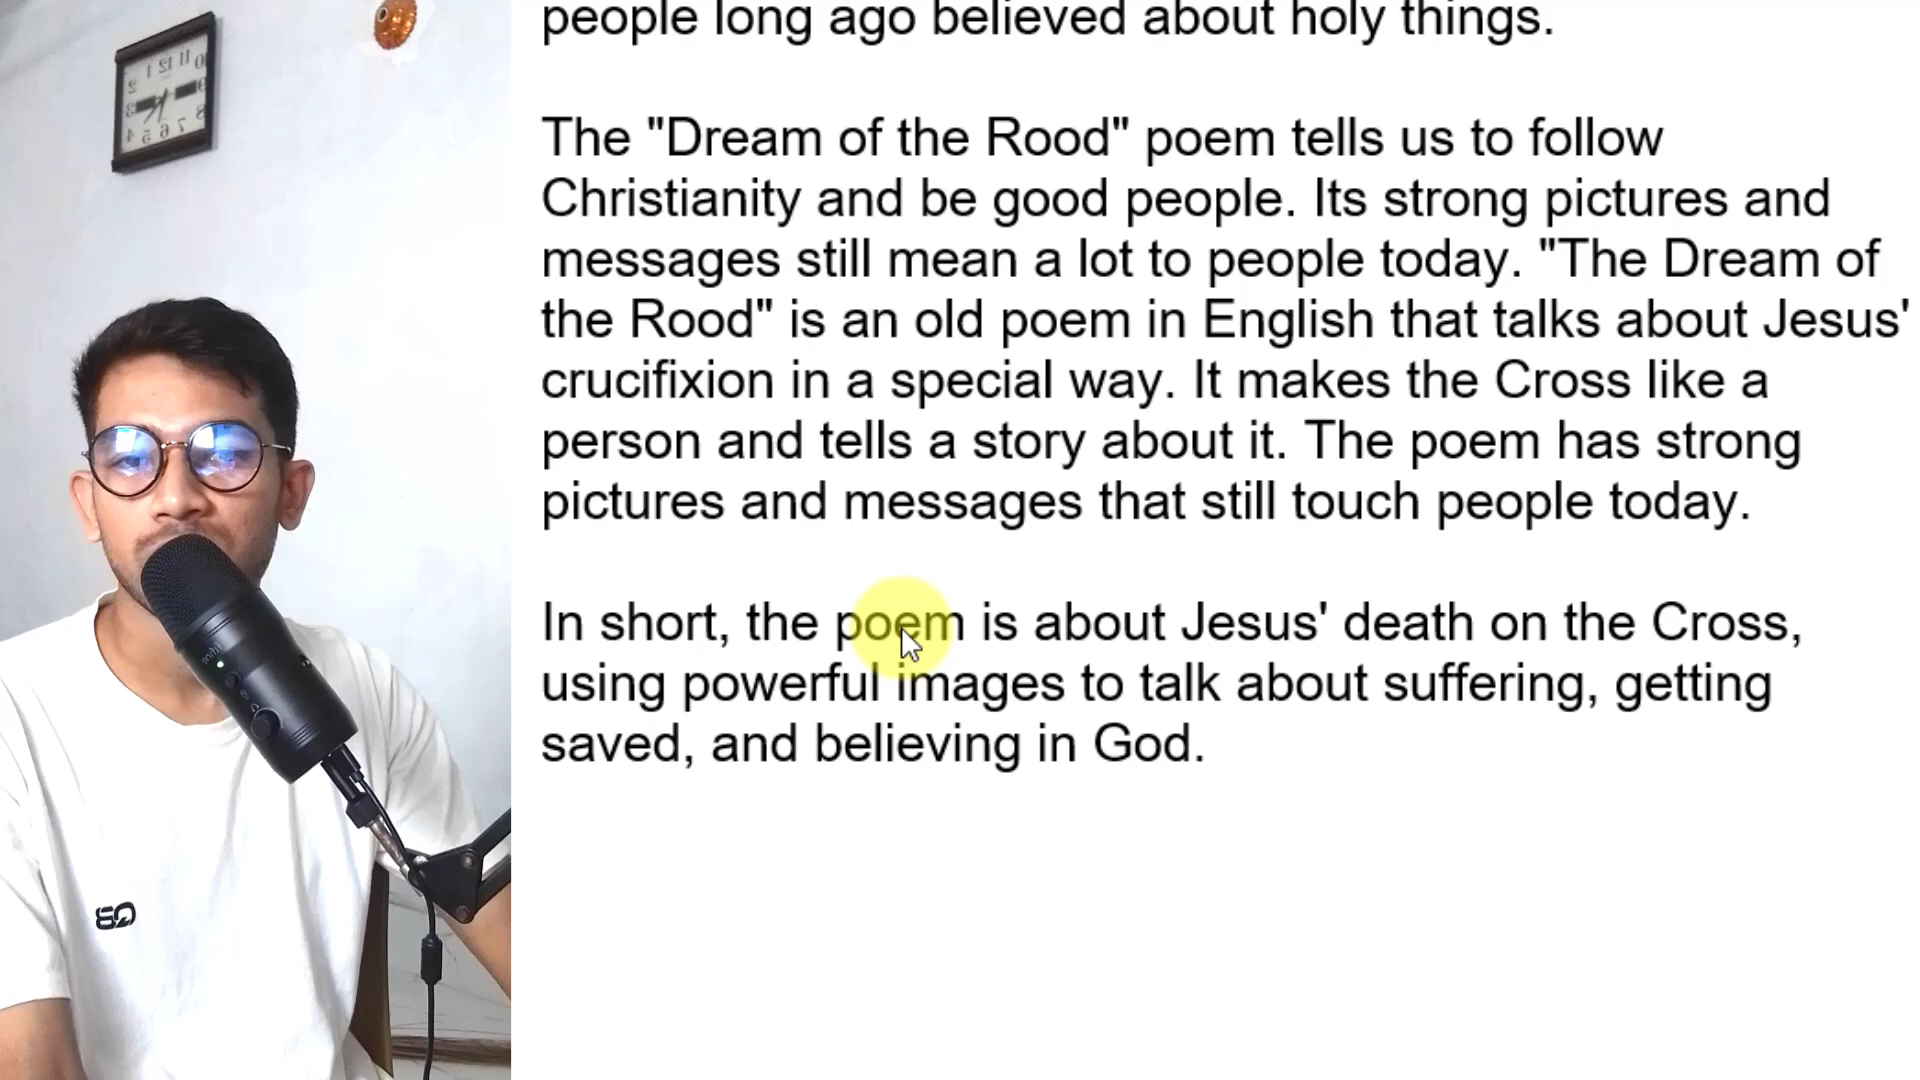 people long ago believed about holy things.
The "Dream of the Rood" poem tells us to follow
Christianity and be good people. Its strong pictures and
messages still mean a lot to people today. "The Dream of
the Rood" is an old poem in English that talks about Jesus'
crucifixion in a special way. It makes the Cross like a
person and tells a story about it. The poem has strong
pictures and messages that still touch people today.
In short, the poem is about Jesus' death on the Cross,
using powerful images to talk about suffering, getting
saved, and believing in God.